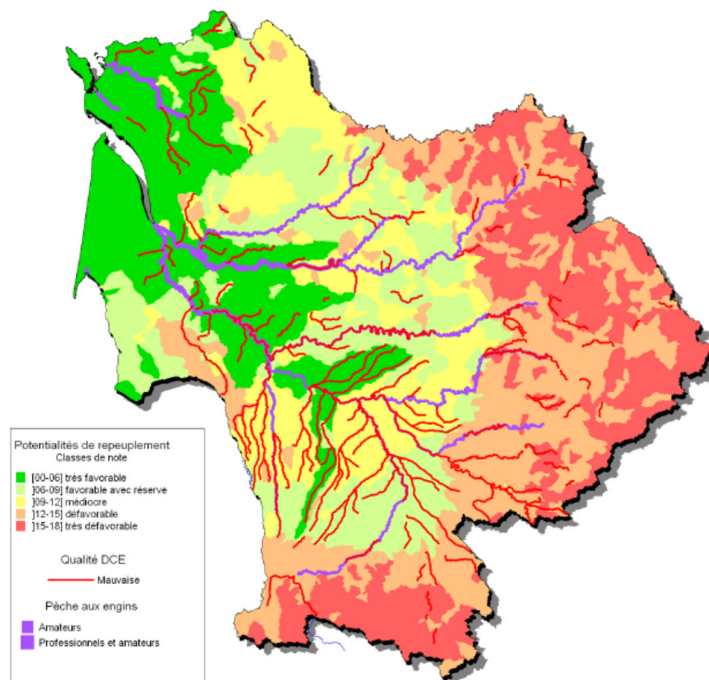 Potentialités de repeuplement
Classes de note
[00-06] très favorable
]06-09] favorable avec réserve
]09-12] médiocre
]12-15] défavorable
]15-18] très défavorable
Qualité DCE
Mauvaise
Pêche aux engins
Amateurs
Professionnels et amateurs